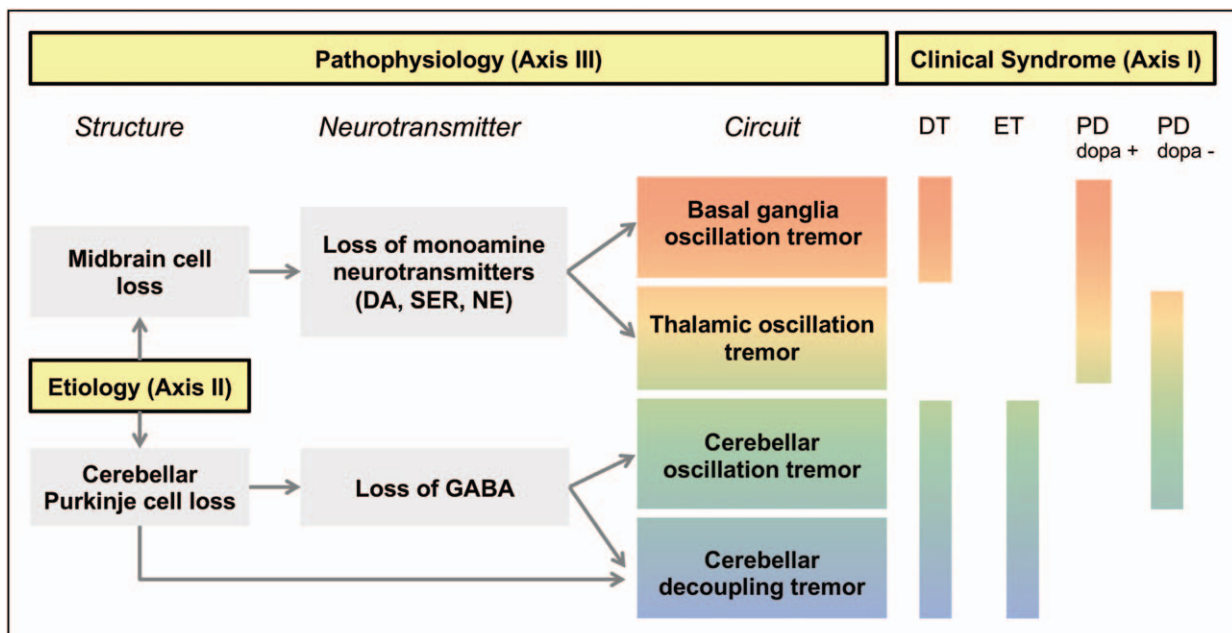 Pathophysiology (Axis III)
Clinical Syndrome (Axis I)
Structure
Neurotransmitter
Circuit
DT
ET
PD
dopa +
PD
dopa -
Midbrain cell
loss
Loss of monoamine
neurotransmitters
(DA, SER, NE)
Basal ganglia
oscillation tremor
Thalamic oscillation
tremor
Etiology (Axis II)
Cerebellar
Purkinje cell loss
Loss of GABA
Cerebellar
oscillation tremor
Cerebellar
decoupling tremor